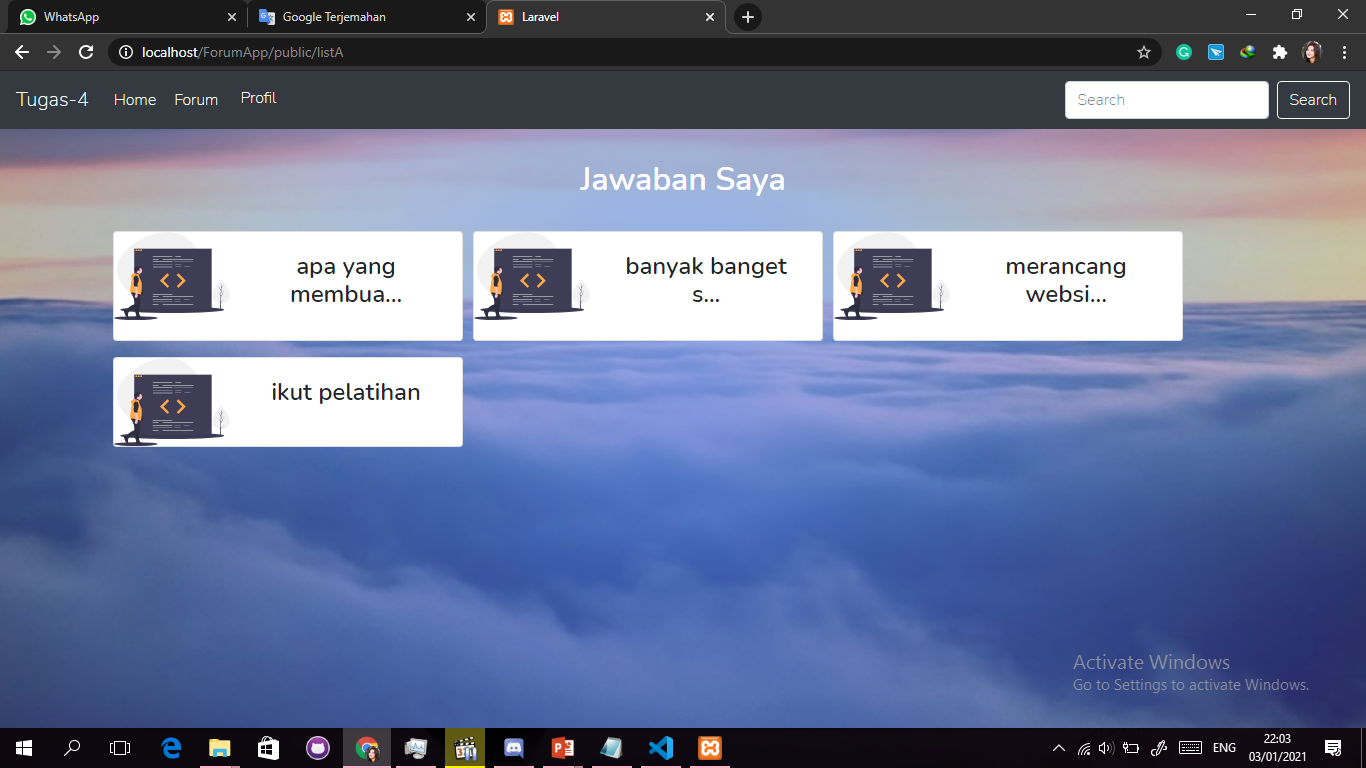 WhatsApp
Google Terjemahan
Laravel
localhost/ForumApp/public/listA
Tugas-4
Home
Forum
Profil
Search
Search
Jawaban Saya
apa yang
membua...
banyak banget
s...
merancang
websi...
ikut pelatihan
Activate Windows
Go to Settings to activate Windows.
ENG
22:03
03/01/2021